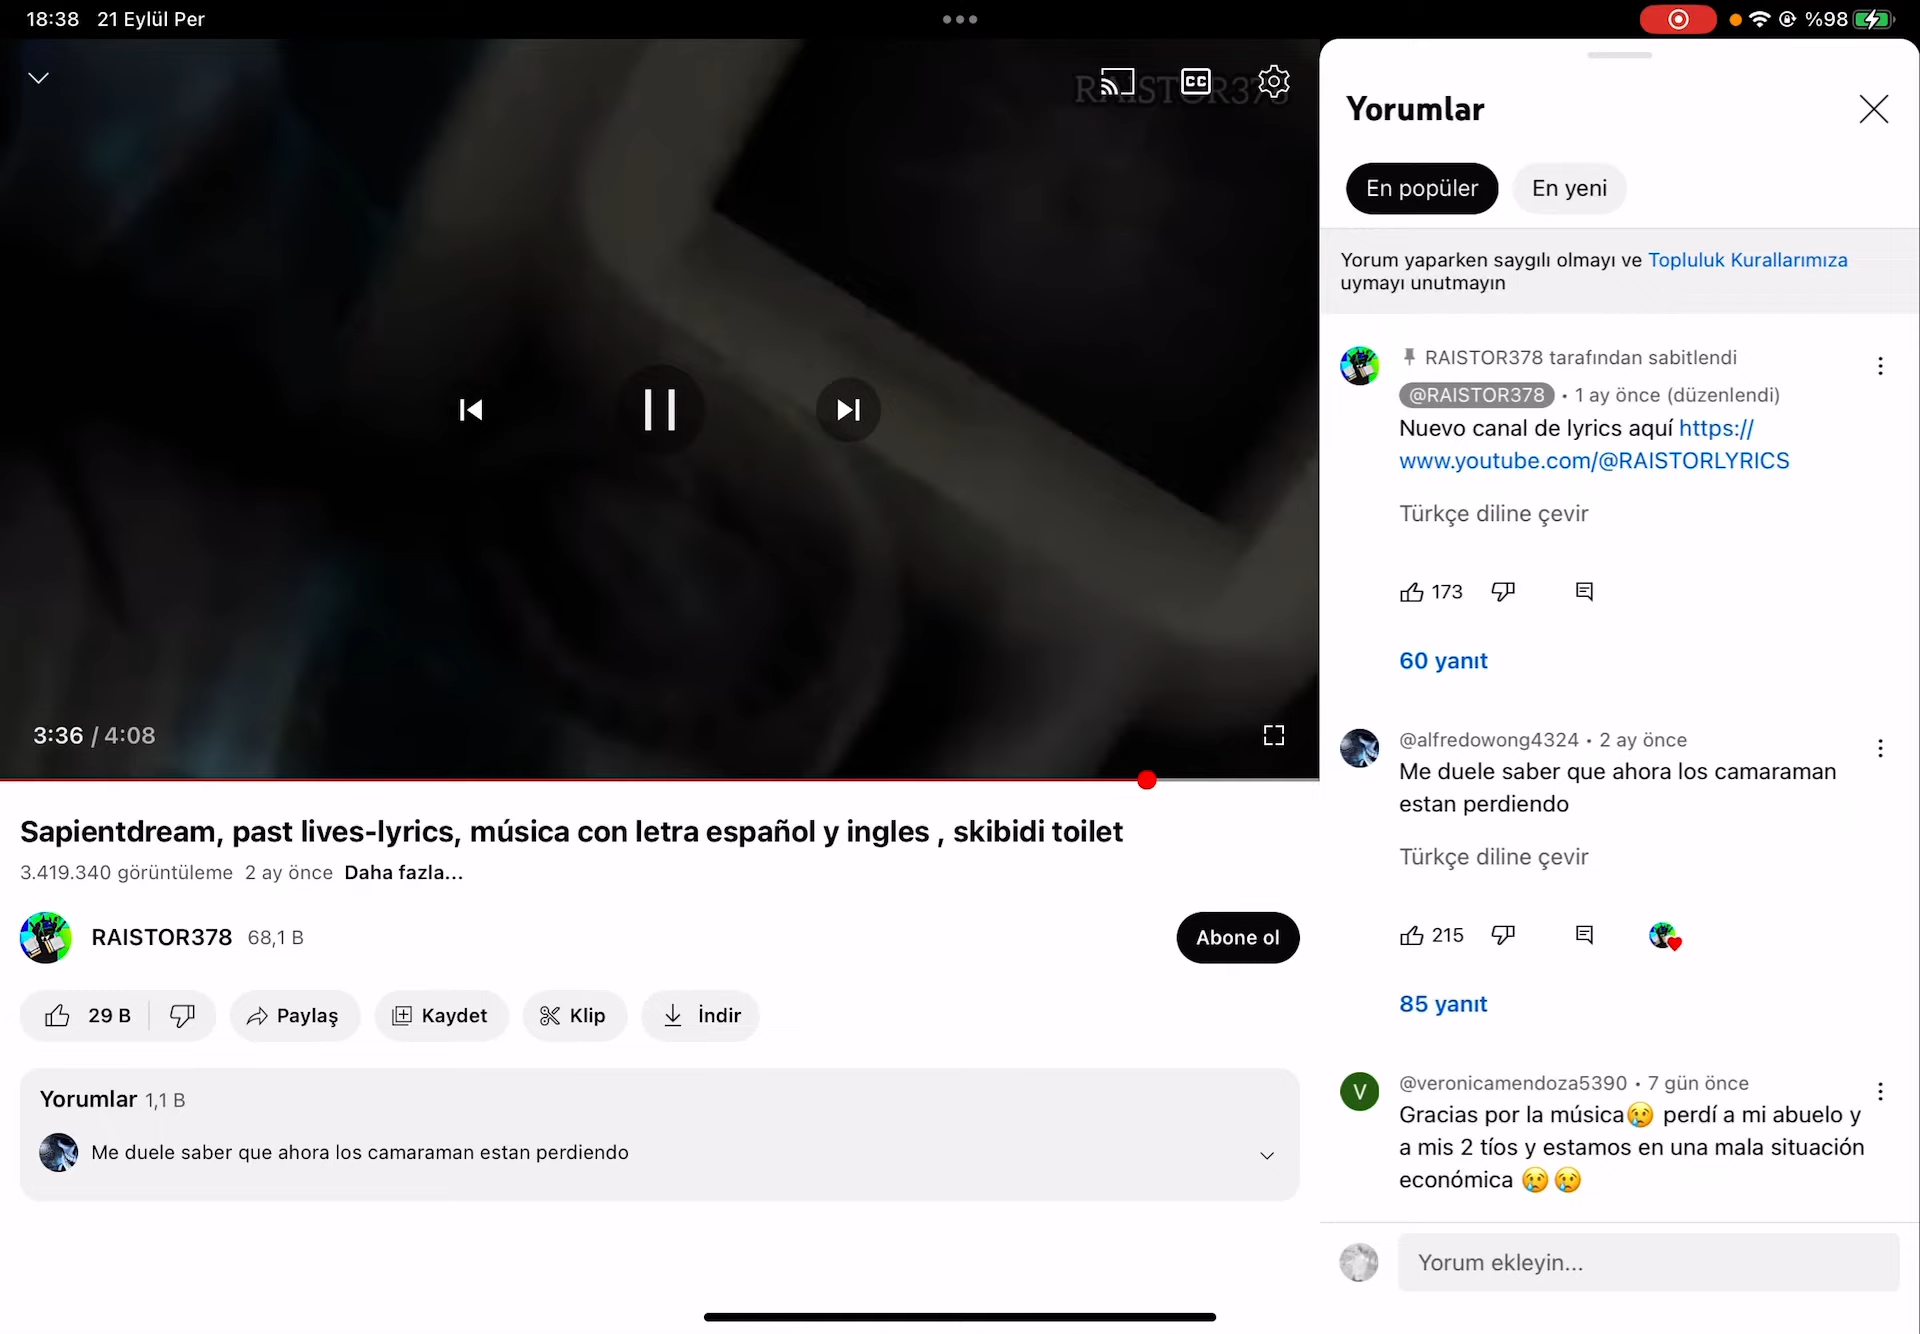 18:38 21 Eylül Per
%98
RAISTOR378
CC
3:36 / 4:08
Sapientdream, past lives-lyrics, música con letra español y ingles , skibidi toilet
3.419.340 görüntüleme 2 ay önce Daha fazla...
RAISTOR378 68,1 B
Abone ol
29 B
Paylaş
Kaydet
Klip
İndir
Yorumlar 1,1 B
Me duele saber que ahora los camaraman estan perdiendo
Yorumlar
En popüler
En yeni
Yorum yaparken saygılı olmayı ve Topluluk Kurallarımıza
uymayı unutmayın
RAISTOR378 tarafından sabitlendi
@RAISTOR378 • 1 ay önce (düzenlendi)
Nuevo canal de lyrics aquí https://
www.youtube.com/@RAISTORLYRICS
Türkçe diline çevir
173
60 yanıt
@alfredowong4324 • 2 ay önce
Me duele saber que ahora los camaraman
estan perdiendo
Türkçe diline çevir
215
85 yanıt
V
@veronicamendoza5390 • 7 gün önce
Gracias por la música😢 perdí a mi abuelo y
a mis 2 tíos y estamos en una mala situación
económica 😢😢
Yorum ekleyin...